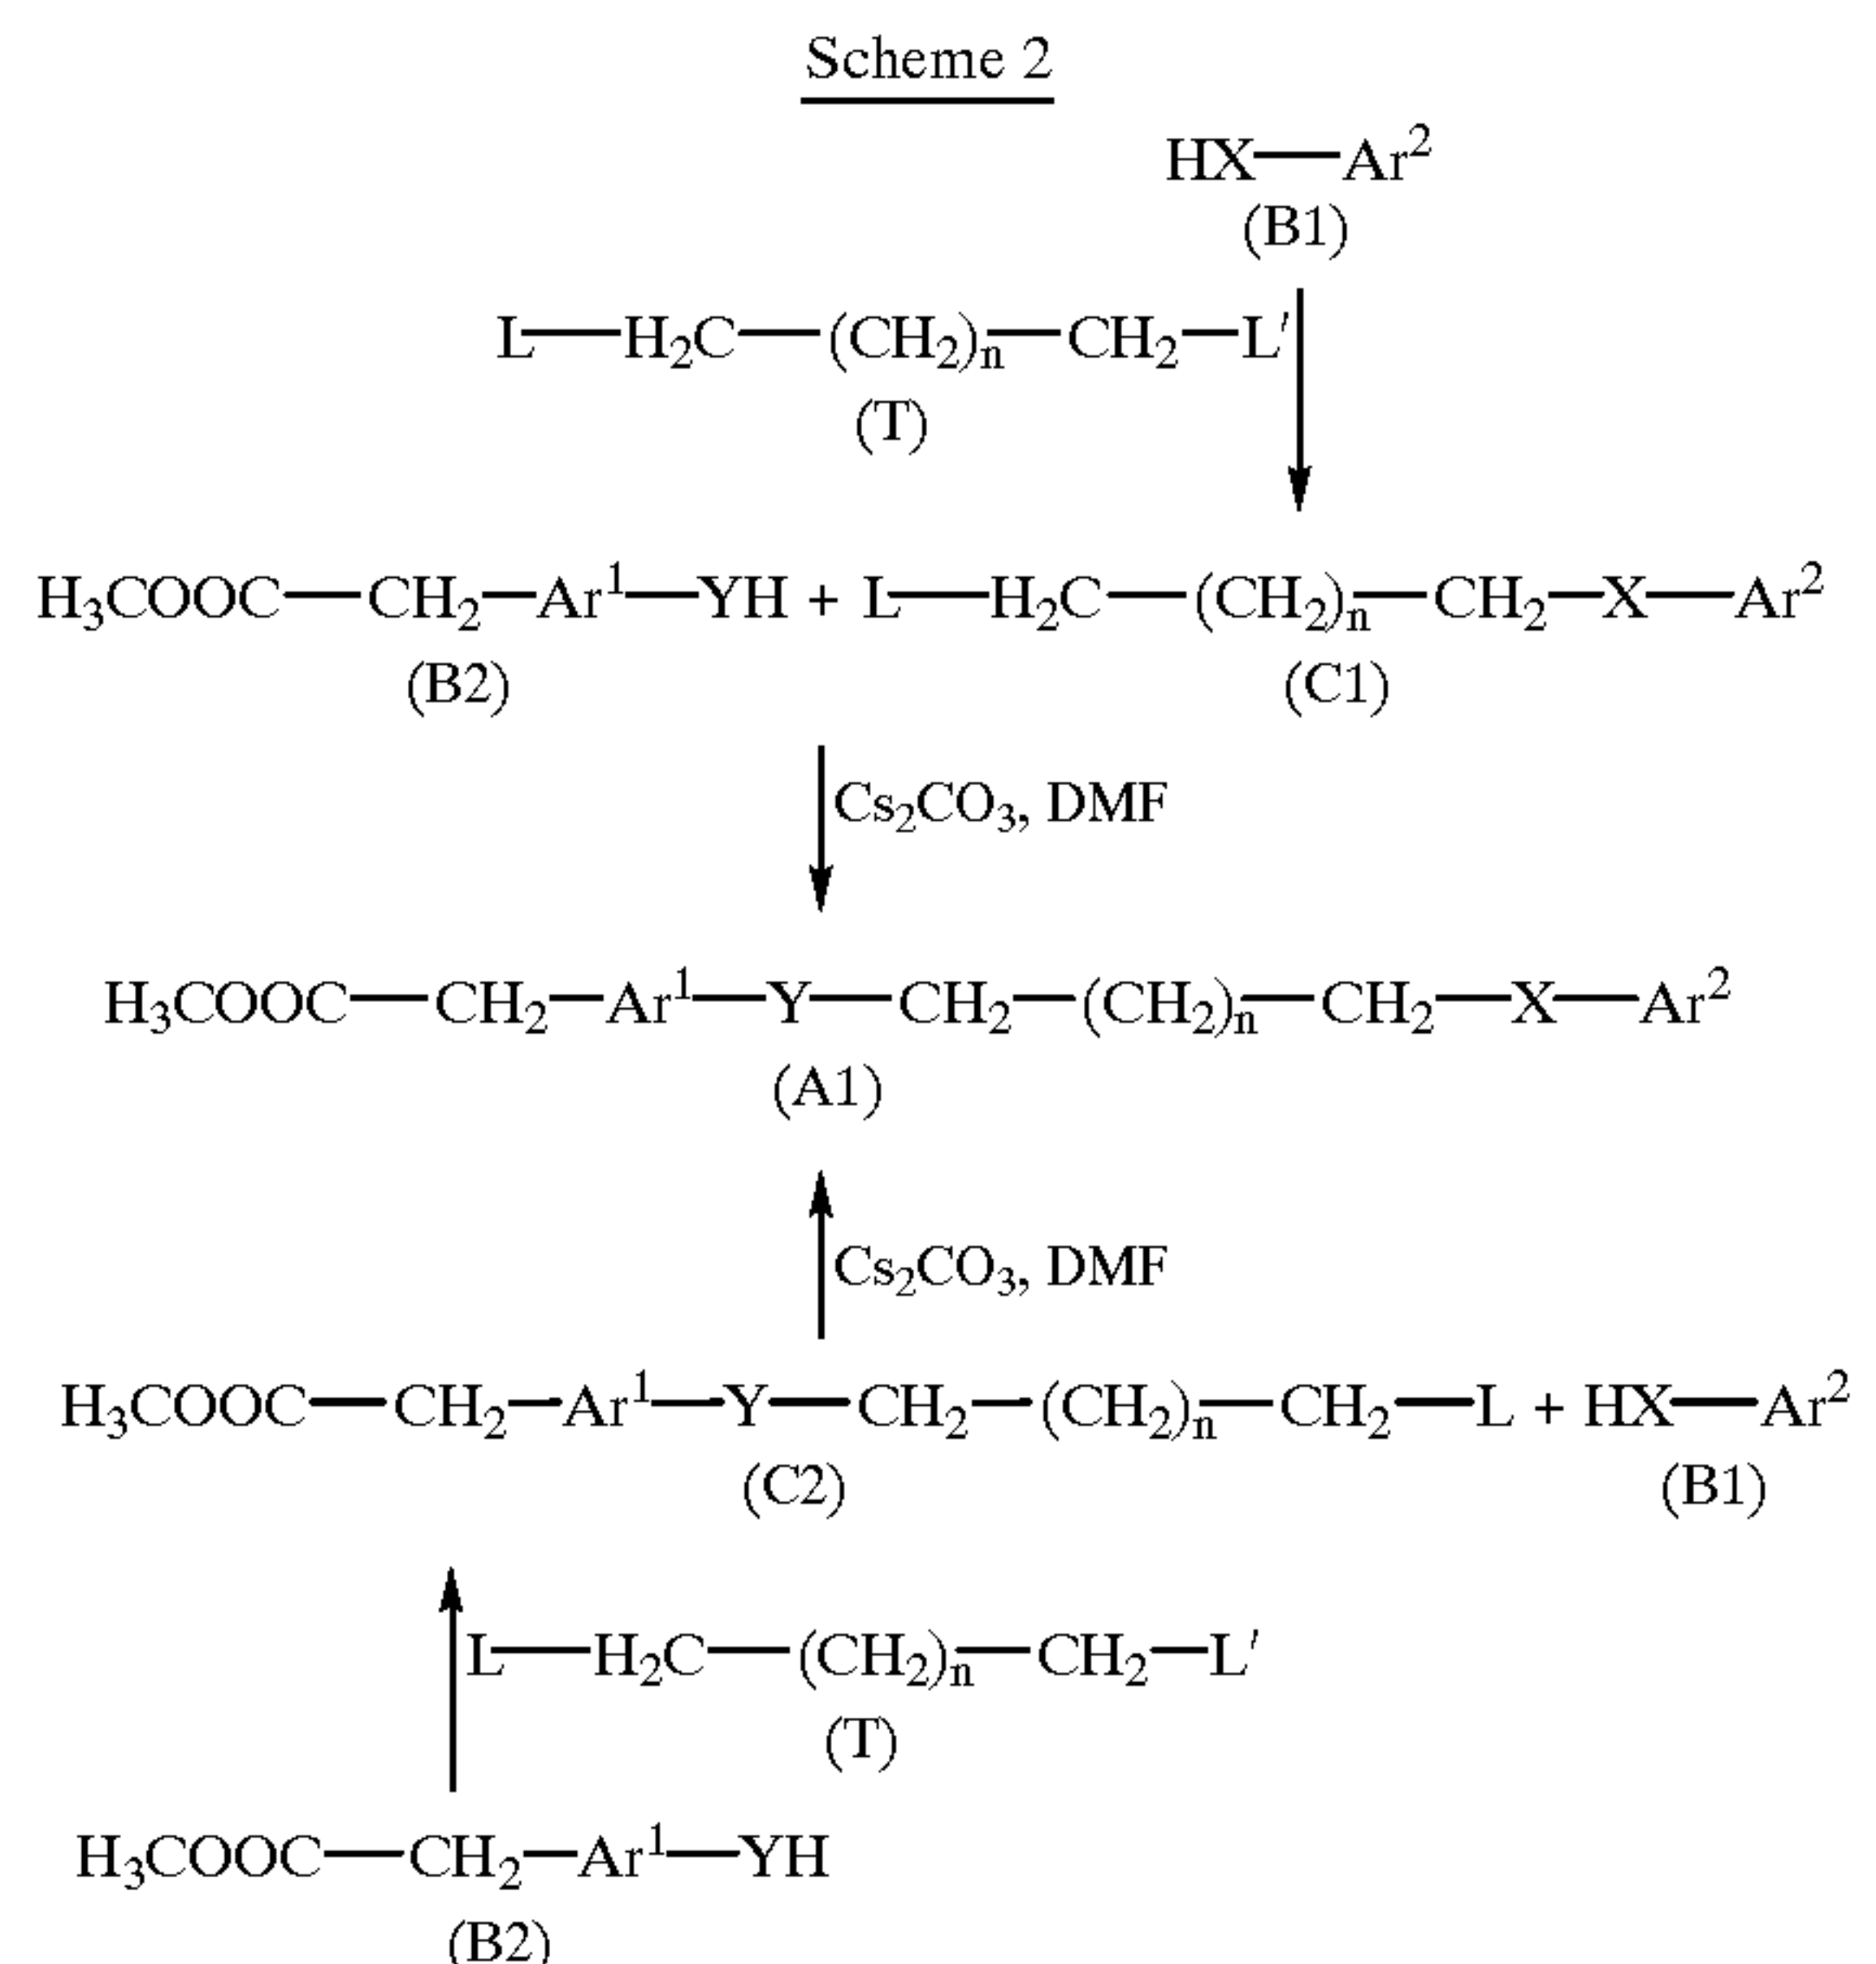 Scheme 2
HX—Ar²
(B1)
L—H₂C—(CH₂)ₙ—CH₂—L′
(T)
H₃COOC—CH₂—Ar¹—YH + L—H₂C—(CH₂)ₙ—CH₂—X—Ar²
(B2) (C1)
Cs₂CO₃, DMF
H₃COOC—CH₂—Ar¹—Y—CH₂—(CH₂)ₙ—CH₂—X—Ar²
(A1)
Cs₂CO₃, DMF
H₃COOC—CH₂—Ar¹—Y—CH₂—(CH₂)ₙ—CH₂—L + HX—Ar²
(C2) (B1)
L—H₂C—(CH₂)ₙ—CH₂—L′
(T)
H₃COOC—CH₂—Ar¹—YH
(B2)